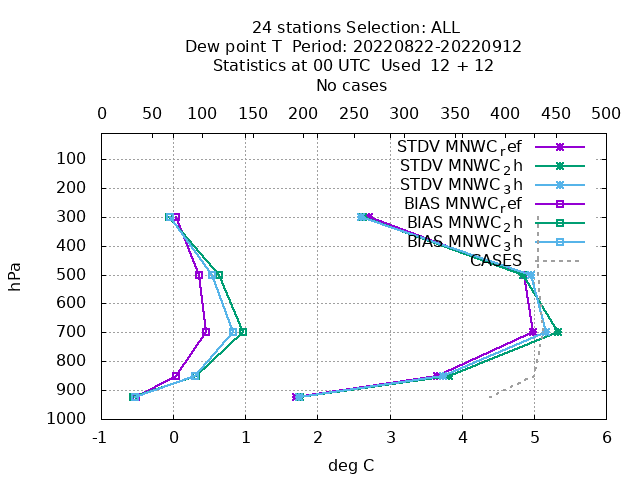 24 stations Selection: ALL
Dew point T  Period: 20220822-20220912
Statistics at 00 UTC  Used  12 + 12
No cases
0 50 100 150 200 250 300 350 400 450 500
STDV MNWC_ref
STDV MNWC_2h
STDV MNWC_3h
BIAS MNWC_ref
BIAS MNWC_2h
BIAS MNWC_3h
CASES
100
200
300
400
500
600
700
800
900
1000
hPa
-1 0 1 2 3 4 5 6
deg C